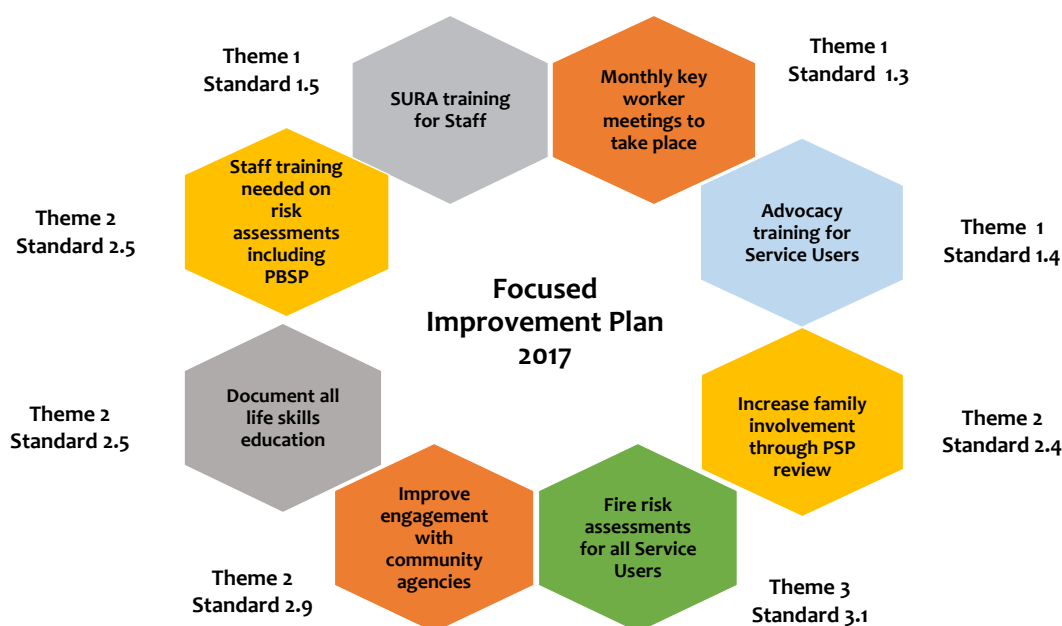 Theme 1
Standard 1.5
SURA training
for Staff
Monthly key
worker
meetings to
take place
Theme 1
Standard 1.3
Staff training
needed on
risk
assessments
including
PBSP
Theme 2
Standard 2.5
Advocacy
training for
Service Users
Theme 1
Standard 1.4
Focused
Improvement Plan
2017
Document all
life skills
education
Theme 2
Standard 2.5
Increase family
involvement
through PSP
review
Theme 2
Standard 2.4
Improve
engagement
with
community
agencies
Theme 2
Standard 2.9
Fire risk
assessments
for all Service
Users
Theme 3
Standard 3.1